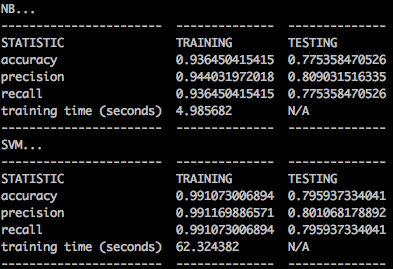 NB...
--------------------- -------------- --------------
STATISTIC TRAINING TESTING
accuracy 0.936450415415 0.775358470526
precision 0.944031972018 0.809031516335
recall 0.936450415415 0.775358470526
training time (seconds) 4.985682 N/A
--------------------- -------------- --------------
SVM...
--------------------- -------------- --------------
STATISTIC TRAINING TESTING
accuracy 0.991073006894 0.795937334041
precision 0.991169886571 0.801068178892
recall 0.991073006894 0.795937334041
training time (seconds) 62.324382 N/A
--------------------- -------------- --------------